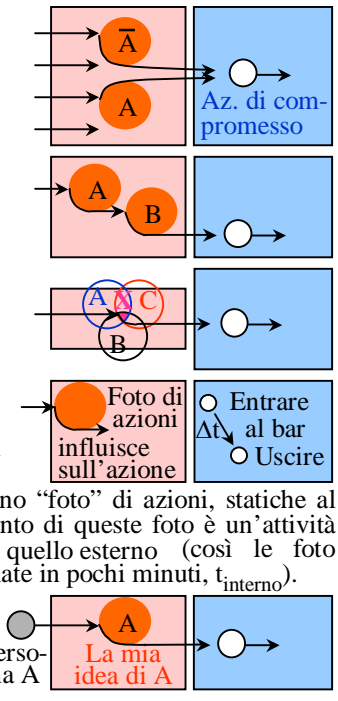 A̅
A
Az. di com-
promesso
A
B
A X C
B
Foto di
azioni
influisce
sull'azione
Entrare
Δt al bar
Uscire
no “foto” di azioni, statiche al
nto di queste foto è un'attività
quello esterno (così le foto
ate in pochi minuti, t_interno).
A
erso-
a A
La mia
idea di A